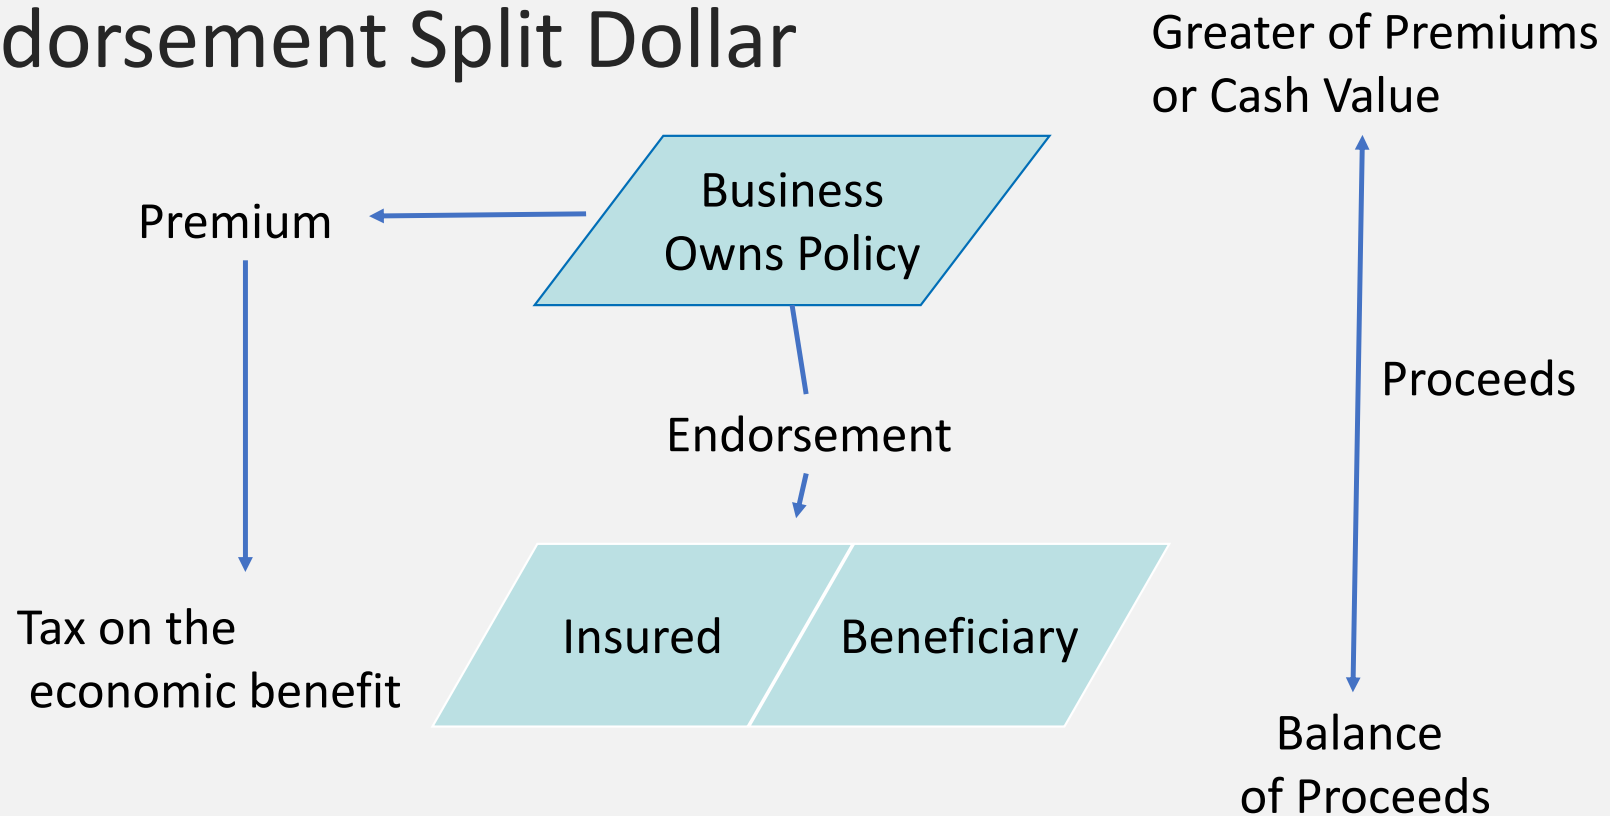 dorsement Split Dollar
Greater of Premiums
or Cash Value
Business
Owns Policy
Premium
Proceeds
Endorsement
Insured
Beneficiary
Tax on the
economic benefit
Balance
of Proceeds